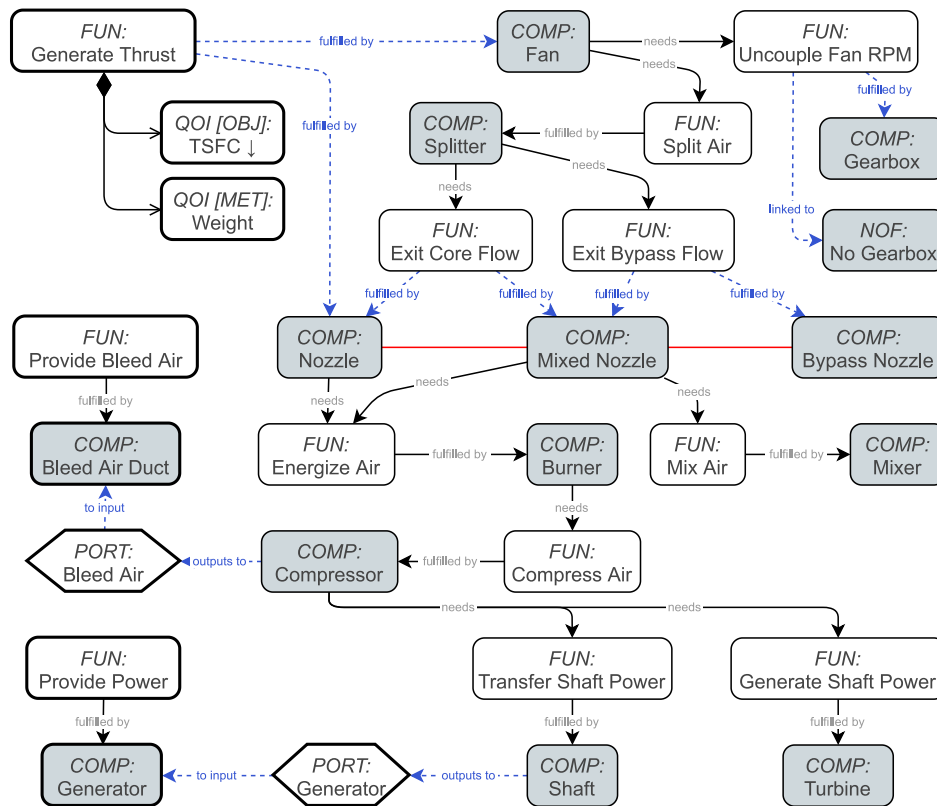 FUN:
Generate Thrust
fulfilled by
COMP:
Fan
needs
FUN:
Uncouple Fan RPM
needs
fulfilled by
fulfilled by
QOI [OBJ]:
TSFC ↓
COMP:
Splitter
fulfilled by
FUN:
Split Air
COMP:
Gearbox
needs
needs
QOI [MET]:
Weight
linked to
FUN:
Exit Core Flow
FUN:
Exit Bypass Flow
NOF:
No Gearbox
fulfilled by
fulfilled by
fulfilled by
fulfilled by
FUN:
Provide Bleed Air
COMP:
Nozzle
COMP:
Mixed Nozzle
COMP:
Bypass Nozzle
needs
needs
needs
fulfilled by
COMP:
Bleed Air Duct
FUN:
Energize Air
fulfilled by
COMP:
Burner
FUN:
Mix Air
fulfilled by
COMP:
Mixer
to input
needs
PORT:
Bleed Air
outputs to
COMP:
Compressor
fulfilled by
FUN:
Compress Air
needs
needs
FUN:
Provide Power
FUN:
Transfer Shaft Power
FUN:
Generate Shaft Power
fulfilled by
fulfilled by
fulfilled by
COMP:
Generator
to input
PORT:
Generator
outputs to
COMP:
Shaft
COMP:
Turbine